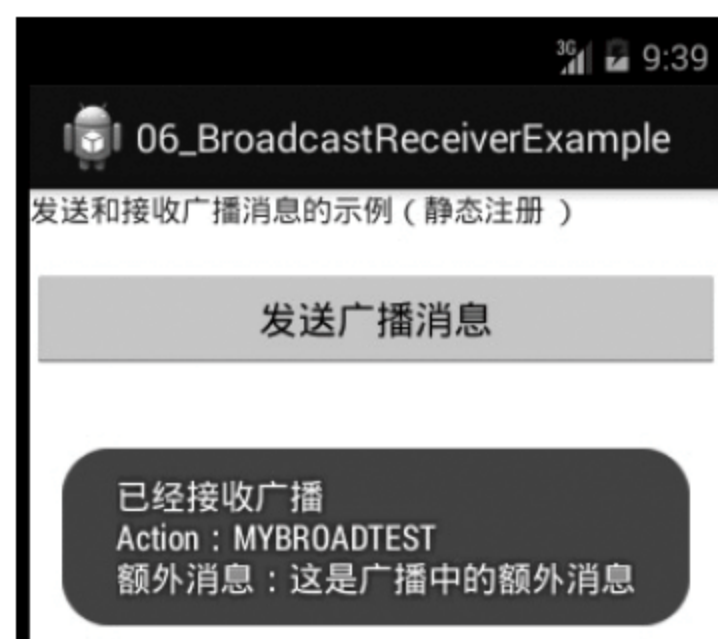 3G 9:39
06_BroadcastReceiverExample
发送和接收广播消息的示例（静态注册）
发送广播消息
已经接收广播
Action：MYBROADTEST
额外消息：这是广播中的额外消息